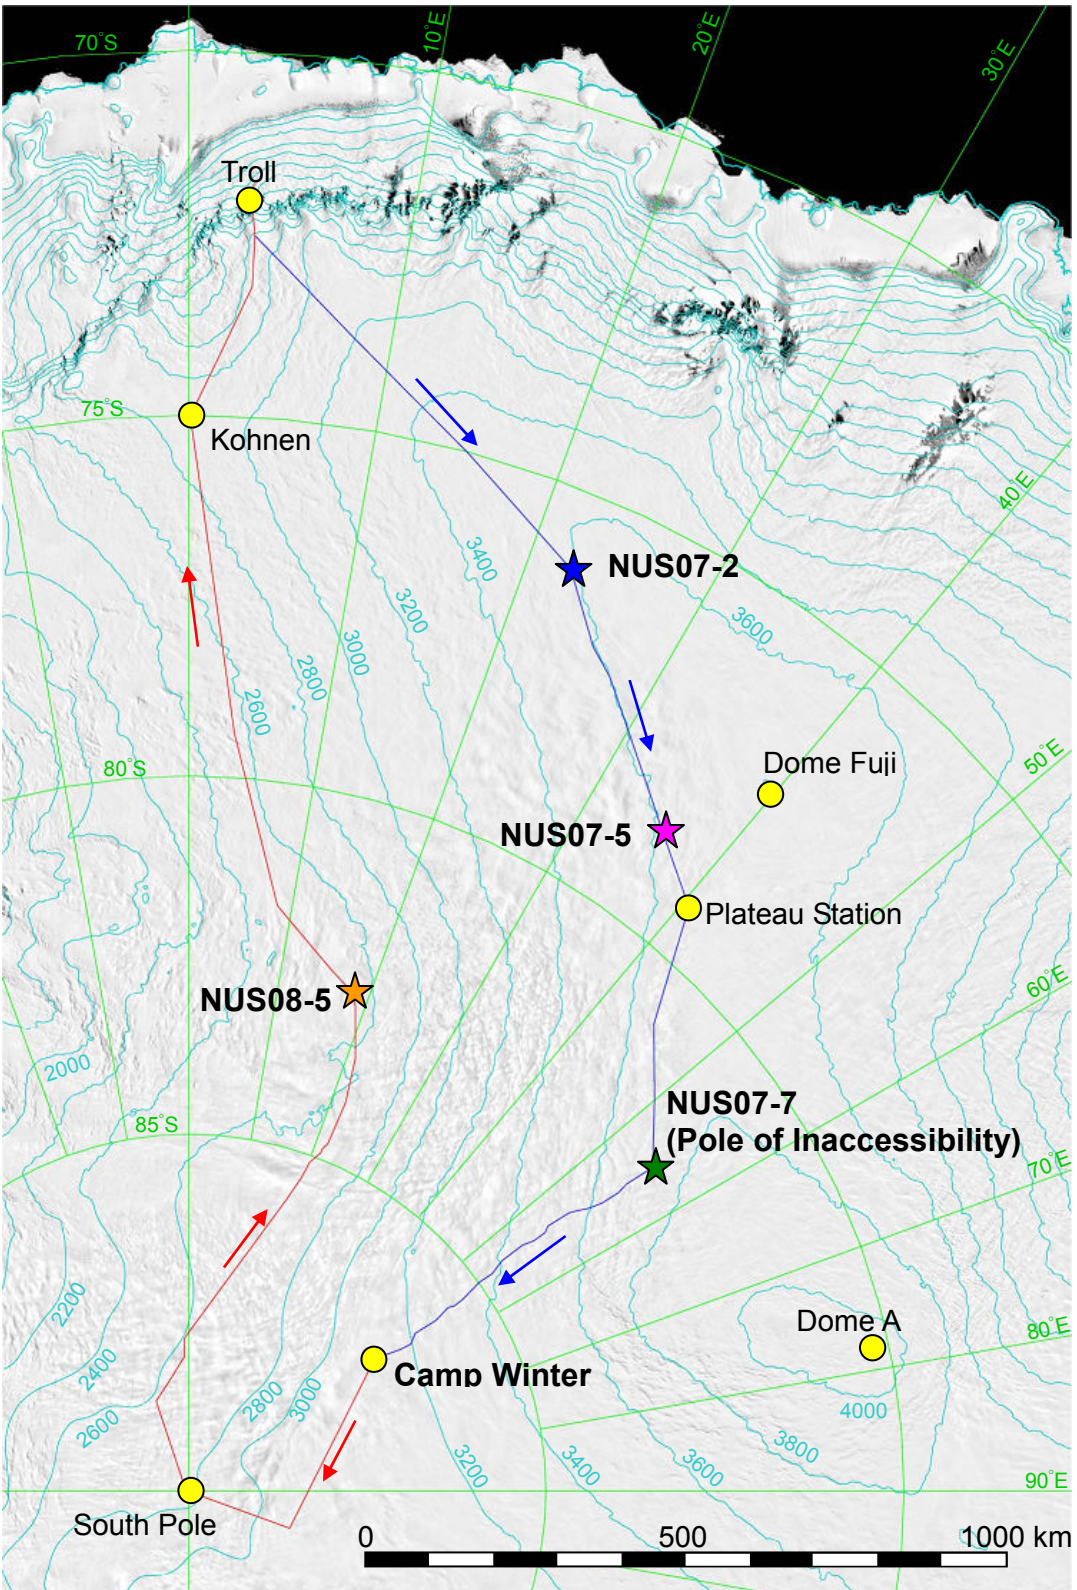 70°S
10°E
20°E
30°E
Troll
75°S
Kohnen
40°E
3400
NUS07-2
3200
3600
3000
2800
2600
50°E
80°S
Dome Fuji
NUS07-5
Plateau Station
60°E
NUS08-5
2000
NUS07-7
(Pole of Inaccessibility)
85°S
70°E
2200
Dome A
80°E
2400
Camp Winter
2800
3000
4000
2600
3200
3400
3600
3800
90°E
South Pole
0
500
1000 km